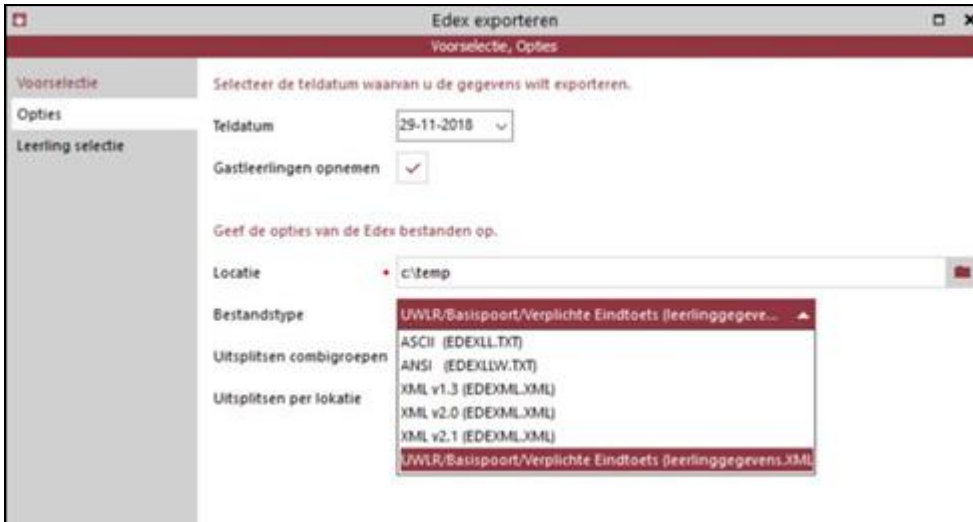 Edex exporteren
Voorselectie, Opties
Voorselectie
Opties
Leerling selectie
Selecteer de teldatum waarvan u de gegevens wilt exporteren.
Teldatum
29-11-2018
Gastleerlingen opnemen
Geef de opties van de Edex bestanden op.
Locatie
c:\temp
Bestandstype
UWLR/Basispoort/Verplichte Eindtoets (leerlinggegeve...
ASCII (EDEXLL.TXT)
ANSI (EDEXLLW.TXT)
XML v1.3 (EDEXML.XML)
XML v2.0 (EDEXML.XML)
XML v2.1 (EDEXML.XML)
UWLR/Basispoort/Verplichte Eindtoets (leerlinggegevens.XML
Uitsplitsen combigroepen
Uitsplitsen per lokatie